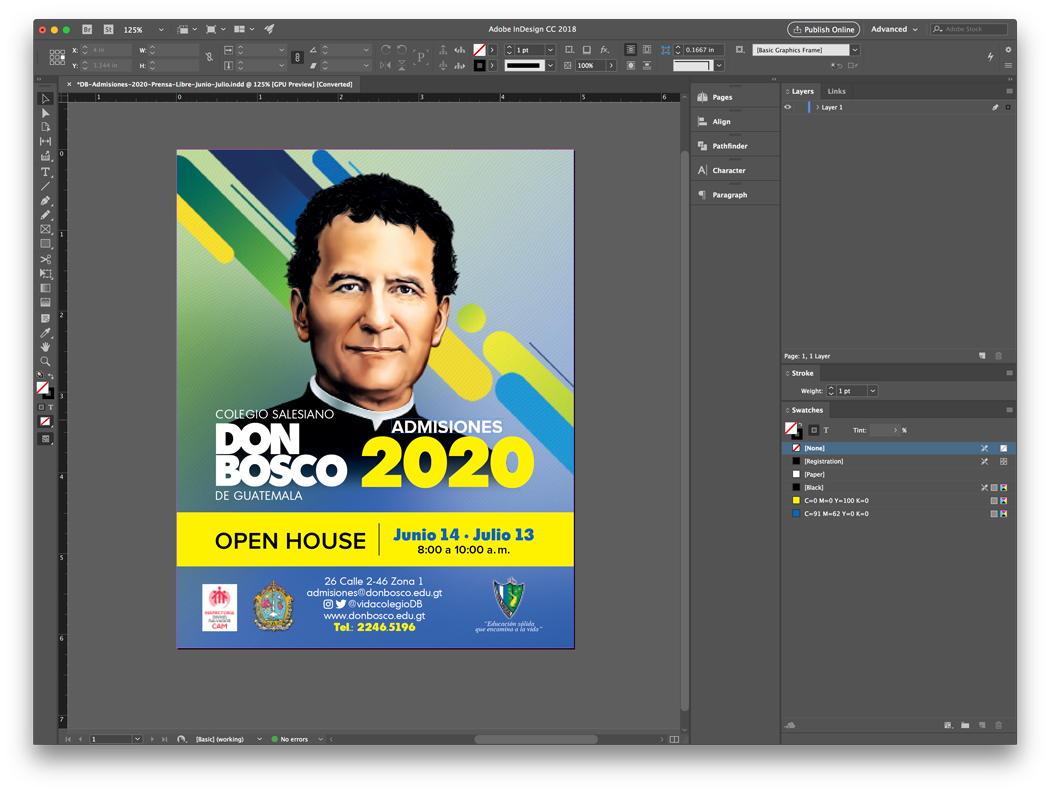 Br
St
125%
Adobe InDesign CC 2018
Publish Online
Advanced
Adobe Stock
X:
4 in
W:
1 pt
0.1667 in
[Basic Graphics Frame]
Y:
3.344 in
H:
100%
× *DB-Admisiones-2020-Prensa-Libre-Junio-Julio.indd @ 125% [GPU Preview] [Converted]
1 0 1 2 3 4 5 6
0
1
2
3
4
5
6
7
COLEGIO SALESIANO
DON
BOSCO
DE GUATEMALA
ADMISIONES
2020
OPEN HOUSE
Junio 14 • Julio 13
8:00 a 10:00 a.m.
INSPECTORIA
CAM
26 Calle 2-46 Zona 1
admisiones@donbosco.edu.gt
@vidacolegioDB
www.donbosco.edu.gt
Tel.: 2246.5196
"Educación sólida
que encamina a la vida"
Pages
Align
Pathfinder
Character
Paragraph
Layers
Links
Layer 1
Page: 1, 1 Layer
Stroke
Weight:
1 pt
Swatches
Tint:
%
[None]
[Registration]
[Paper]
[Black]
C=0 M=0 Y=100 K=0
C=91 M=62 Y=0 K=0
1
[Basic] (working)
No errors